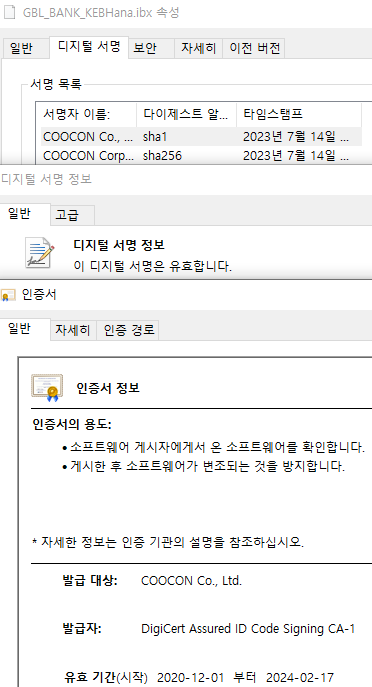 GBL_BANK_KEBHana.ibx 속성
일반 디지털 서명 보안 자세히 이전 버전
서명 목록
서명자 이름: 다이제스트 알... 타임스탬프
COOCON Co., ... sha1 2023년 7월 14일 ...
COOCON Corp... sha256 2023년 7월 14일 ...
디지털 서명 정보
일반 고급
디지털 서명 정보
이 디지털 서명은 유효합니다.
인증서
일반 자세히 인증 경로
인증서 정보
인증서의 용도:
• 소프트웨어 게시자에게서 온 소프트웨어를 확인합니다.
• 게시한 후 소프트웨어가 변조되는 것을 방지합니다.
* 자세한 정보는 인증 기관의 설명을 참조하십시오.
발급 대상: COOCON Co., Ltd.
발급자: DigiCert Assured ID Code Signing CA-1
유효 기간(시작) 2020-12-01 부터 2024-02-17